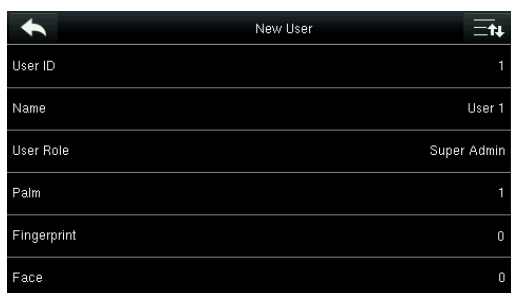 New User
User ID 1
Name User 1
User Role Super Admin
Palm 1
Fingerprint 0
Face 0